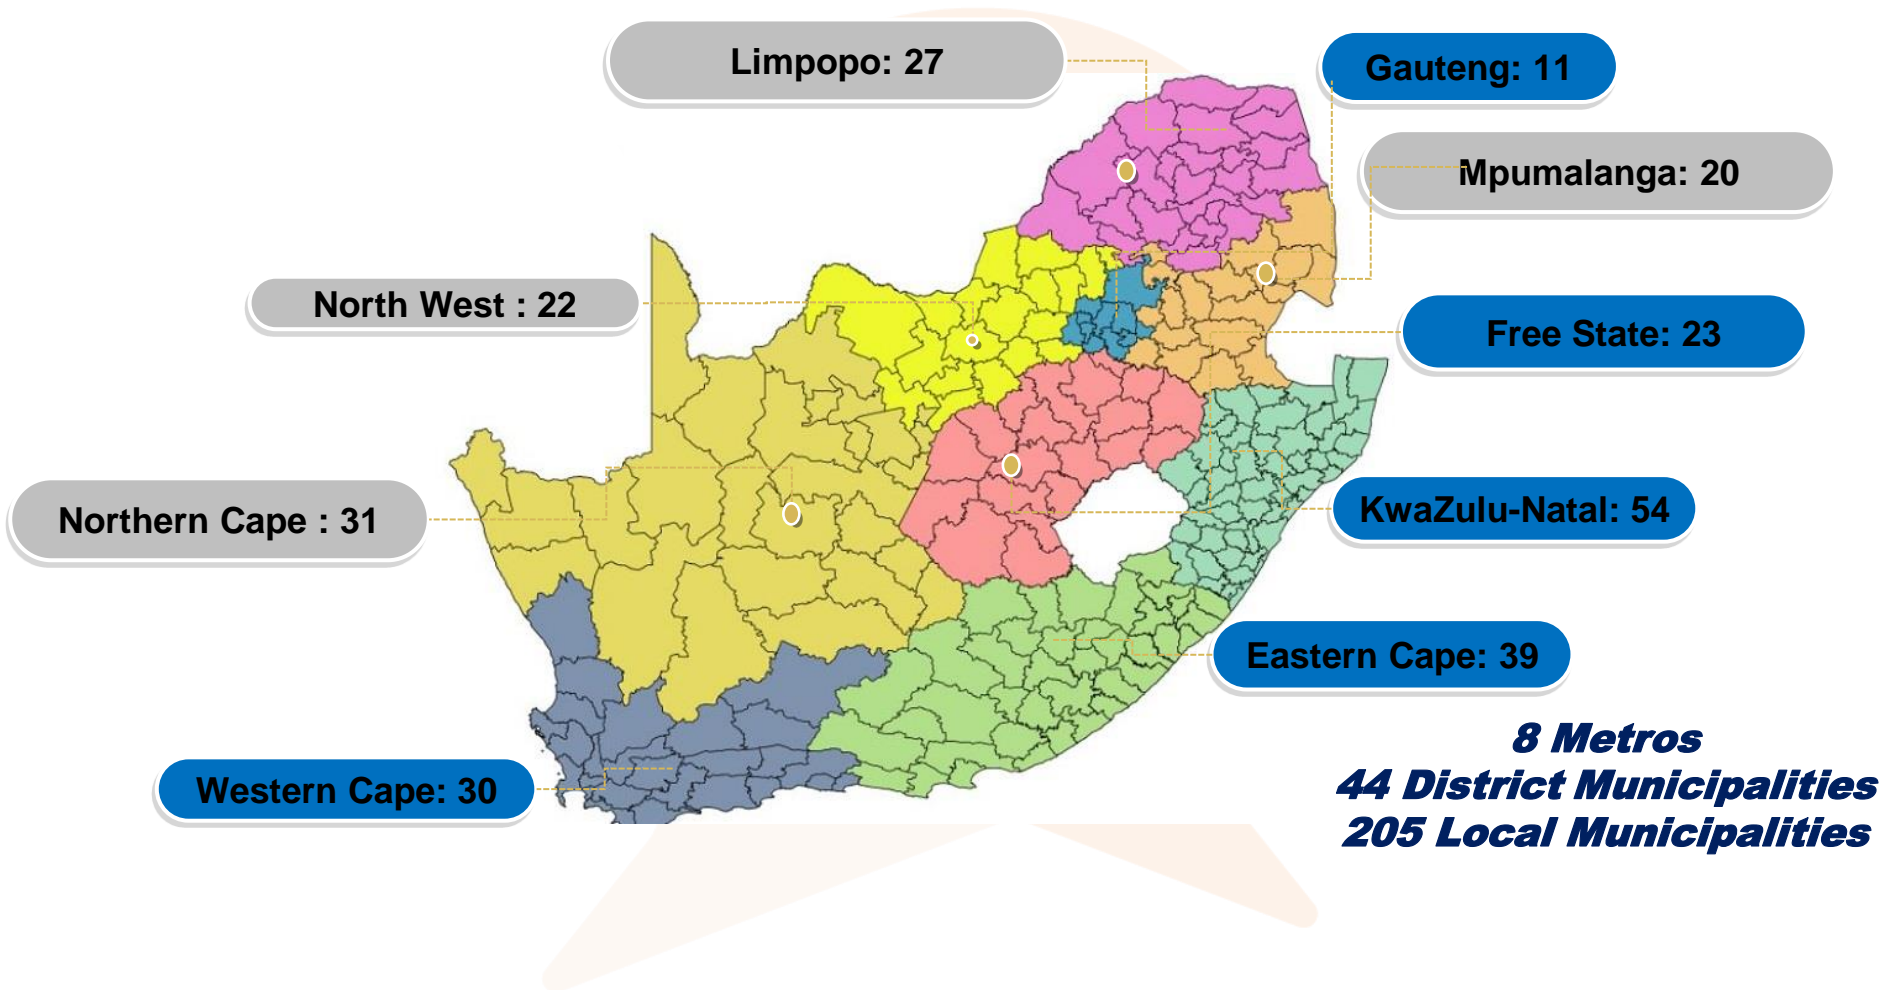 Limpopo: 27
Gauteng: 11
Mpumalanga: 20
North West : 22
Free State: 23
Northern Cape : 31
KwaZulu-Natal: 54
Eastern Cape: 39
Western Cape: 30
8 Metros
44 District Municipalities
205 Local Municipalities